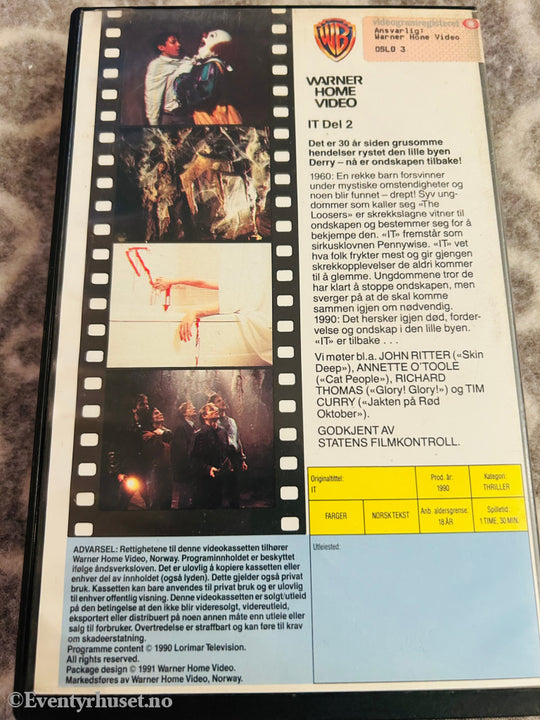 videogramregisteret
Ansvarlig:
Warner Home Video
OSLO 3
WB
WARNER
HOME
VIDEO
IT Del 2
Det er 30 år siden grusomme
hendelser rystet den lille byen
Derry – nå er ondskapen tilbake!
1960: En rekke barn forsvinner
under mystiske omstendigheter og
noen blir funnet – drept! Syv ung-
dommer som kaller seg «The
Loosers» er skrekkslagne vitner til
ondskapen og bestemmer seg for å
bekjempe den. «IT» fremstår som
sirkusklovnen Pennywise. «IT» vet
hva folk frykter mest og gir gjengen
skrekkopplevelser de aldri kommer
til å glemme. Ungdommene tror de
har klart å stoppe ondskapen, men
sverger på at de skal komme
sammen igjen om nødvendig.
1990: Det hersker igjen død, forder-
velse og ondskap i den lille byen.
«IT» er tilbake . . .
Vi møter bl.a. JOHN RITTER («Skin
Deep»), ANNETTE O'TOOLE
(«Cat People»), RICHARD
THOMAS («Glory! Glory!») og TIM
CURRY («Jakten på Rød
Oktober»).
GODKJENT AV
STATENS FILMKONTROLL.
Originaltittel:
IT
Prod. år:
1990
Kategori:
THRILLER
FARGER
NORSK TEKST
Anb. aldersgrense:
18 ÅR
Spilletid:
1 TIME, 30 MIN.
Utleiested:
ADVARSEL: Rettighetene til denne videokassetten tilhører
Warner Home Video, Norway. Programinnholdet er beskyttet
ifølge åndsverksloven. Det er ulovlig å kopiere kassetten eller
enhver del av innholdet (også lyden). Dette gjelder også privat
bruk. Kassetten kan bare anvendes til privat bruk og er ulovlig
til enhver offentlig visning. Denne videokassetten er solgt/utleid
på den betingelse at den ikke blir videresolgt, videreutleid,
eksportert eller distribuert på noen annen måte enn utleie eller
salg til forbruker. Overtredelse er straffbart og kan føre til krav
om skadeerstatning.
Programme content © 1990 Lorimar Television.
All rights reserved.
Package design © 1991 Warner Home Video.
Markedsføres av Warner Home Video, Norway.
©Eventyrhuset.no